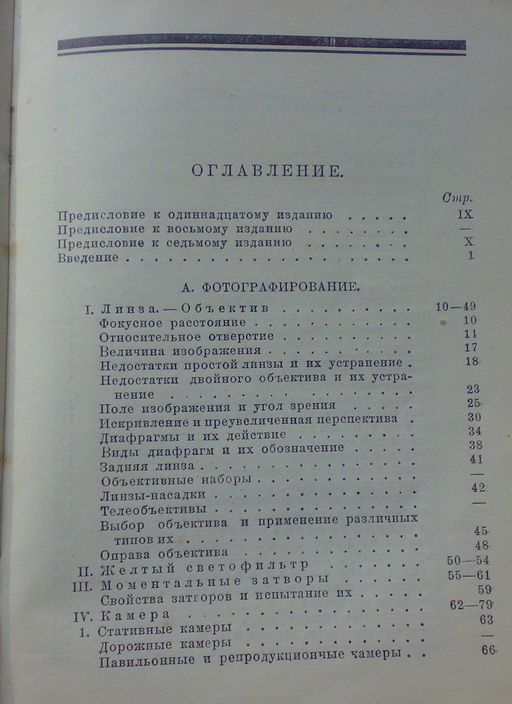 ОГЛАВЛЕНИЕ.
Стр.
Предисловие к одиннадцатому изданию . . . . . IX
Предисловие к восьмому изданию . . . . . . . —
Предисловие к седьмому изданию . . . . . . . X
Введение . . . . . . . . . . . . . . . . . 1
А. ФОТОГРАФИРОВАНИЕ.
I. Линза. — Объектив . . . . . . . . . 10—49
Фокусное расстояние . . . . . . . . . . . 10
Относительное отверстие . . . . . . . . . 11
Величина изображения . . . . . . . . . . 17
Недостатки простой линзы и их устранение . 18
Недостатки двойного объектива и их устра-
нение . . . . . . . . . . . . . . . 23
Поле изображения и угол зрения . . . . . 25
Искривление и преувеличенная перспектива . 30
Диафрагмы и их действие . . . . . . . . 34
Виды диафрагм и их обозначение . . . . . 38
Задняя линза . . . . . . . . . . . . . . 41
Объективные наборы . . . . . . . . . . . —
Линзы-насадки . . . . . . . . . . . . . 42
Телеобъективы . . . . . . . . . . . . . —
Выбор объектива и применение различных
типов их . . . . . . . . . . . . . . 45
Оправа объектива . . . . . . . . . . . . 48
II. Желтый светофильтр . . . . . . . 50—54
III. Моментальные затворы . . . . . . 55—61
Свойства затворов и испытание их . . . . 59
IV. Камера . . . . . . . . . . . . . . 62—79
1. Стативные камеры . . . . . . . . . . . 63
Дорожные камеры . . . . . . . . . . . . —
Павильонные и репродукционные камеры . . 66